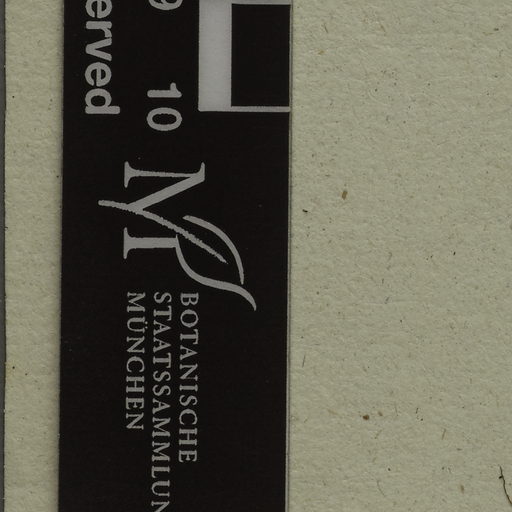 erved
9 10
M
BOTANISCHE
STAATSSAMMLUN
MÜNCHEN